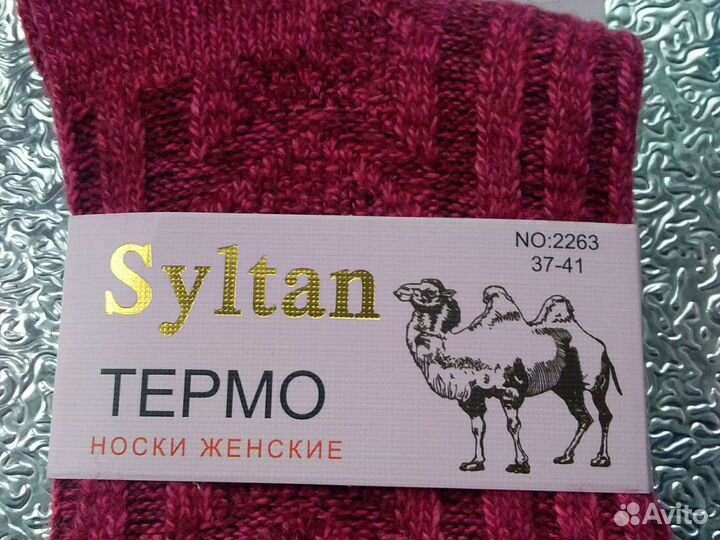 Syltan
NO:2263
37-41
ТЕРМО
НОСКИ ЖЕНСКИЕ
Avito